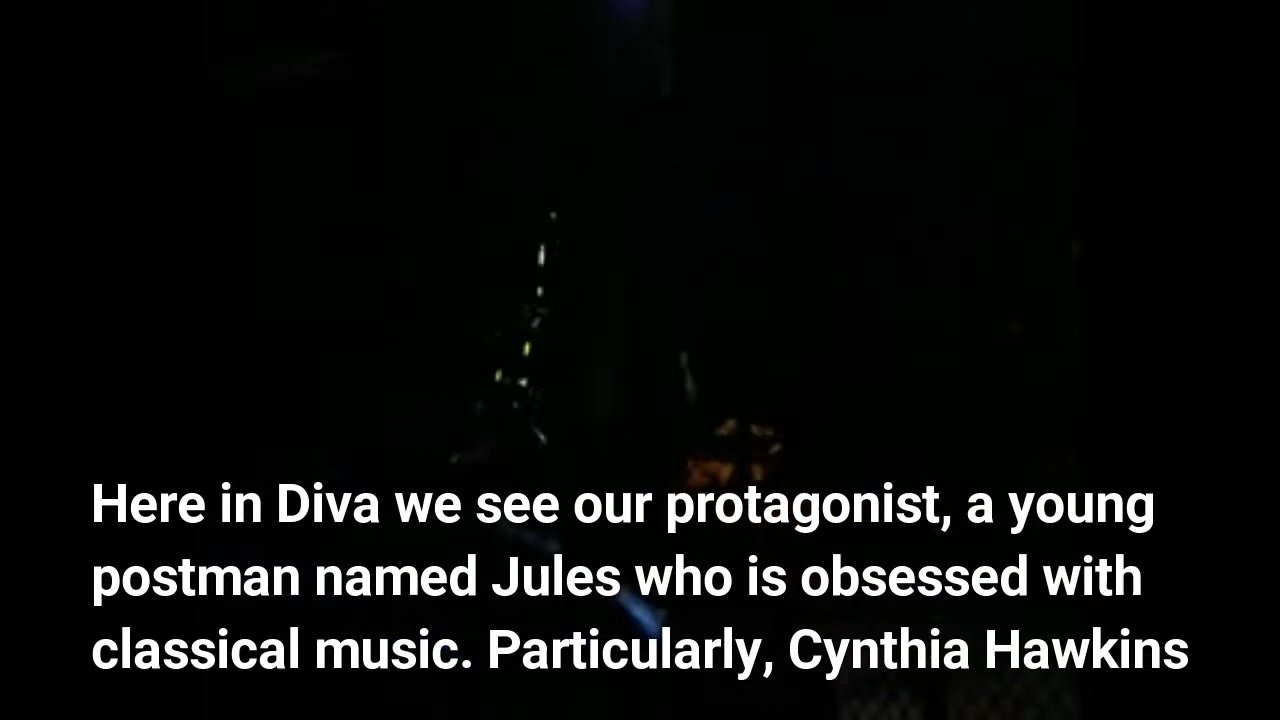 Here in Diva we see our protagonist, a young
postman named Jules who is obsessed with
classical music. Particularly, Cynthia Hawkins